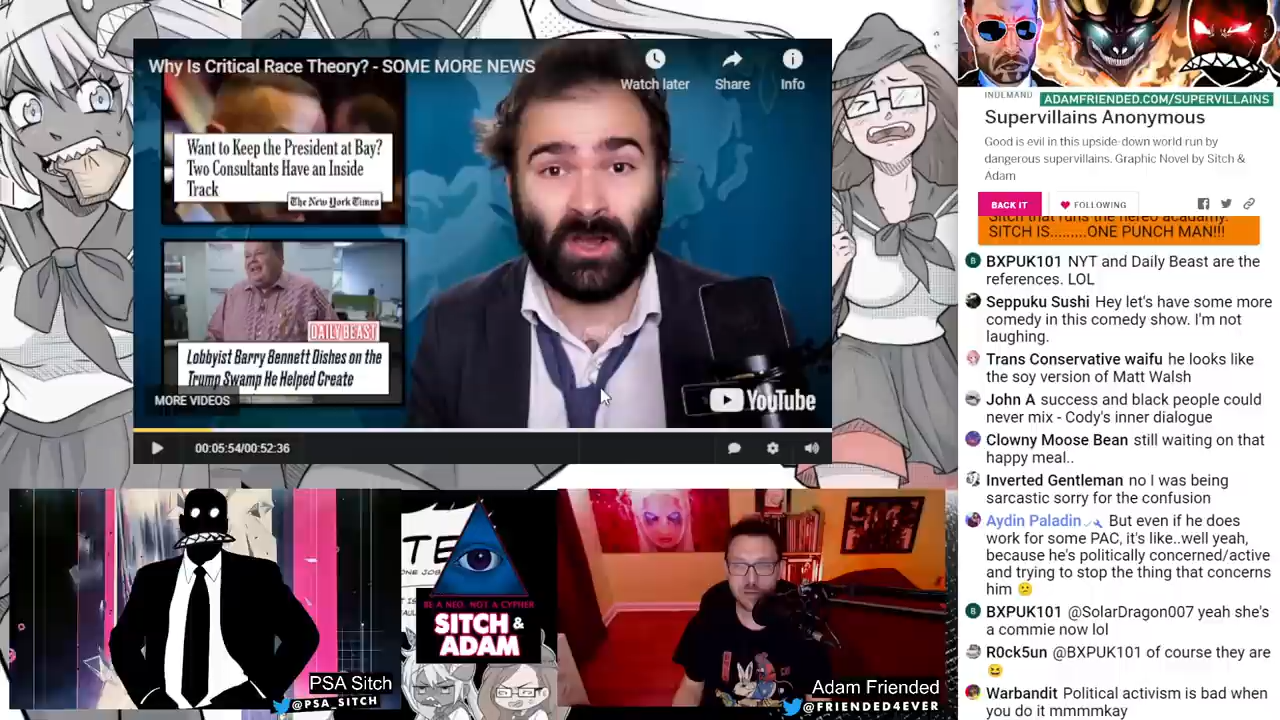 Why Is Critical Race Theory? - SOME MORE NEWS
Watch later
Share
Info
Want to Keep the President at Bay?
Two Consultants Have an Inside
Track
The New York Times
DAILY BEAST
Lobbyist Barry Bennett Dishes on the
Trump Swamp He Helped Create
MORE VIDEOS
YouTube
00:05:54/00:52:36
BE A NEO, NOT A CYPHER
SITCH &
ADAM
PSA Sitch
@PSA_SITCH
Adam Friended
@FRIENDED4EVER
INDEMAND
ADAMFRIENDED.COM/SUPERVILLAINS
Supervillains Anonymous
Good is evil in this upside-down world run by
dangerous supervillains. Graphic Novel by Sitch &
Adam
BACK IT
FOLLOWING
Sitch that runs the hereo acadamy.
SITCH IS.........ONE PUNCH MAN!!!
BXPUK101 NYT and Daily Beast are the
references. LOL
Seppuku Sushi Hey let's have some more
comedy in this comedy show. I'm not
laughing.
Trans Conservative waifu he looks like
the soy version of Matt Walsh
John A success and black people could
never mix - Cody's inner dialogue
Clowny Moose Bean still waiting on that
happy meal..
Inverted Gentleman no I was being
sarcastic sorry for the confusion
Aydin Paladin But even if he does
work for some PAC, it's like..well yeah,
because he's politically concerned/active
and trying to stop the thing that concerns
him 😕
BXPUK101 @SolarDragon007 yeah she's
a commie now lol
R0ck5un @BXPUK101 of course they are
😆
Warbandit Political activism is bad when
you do it mmmmkay